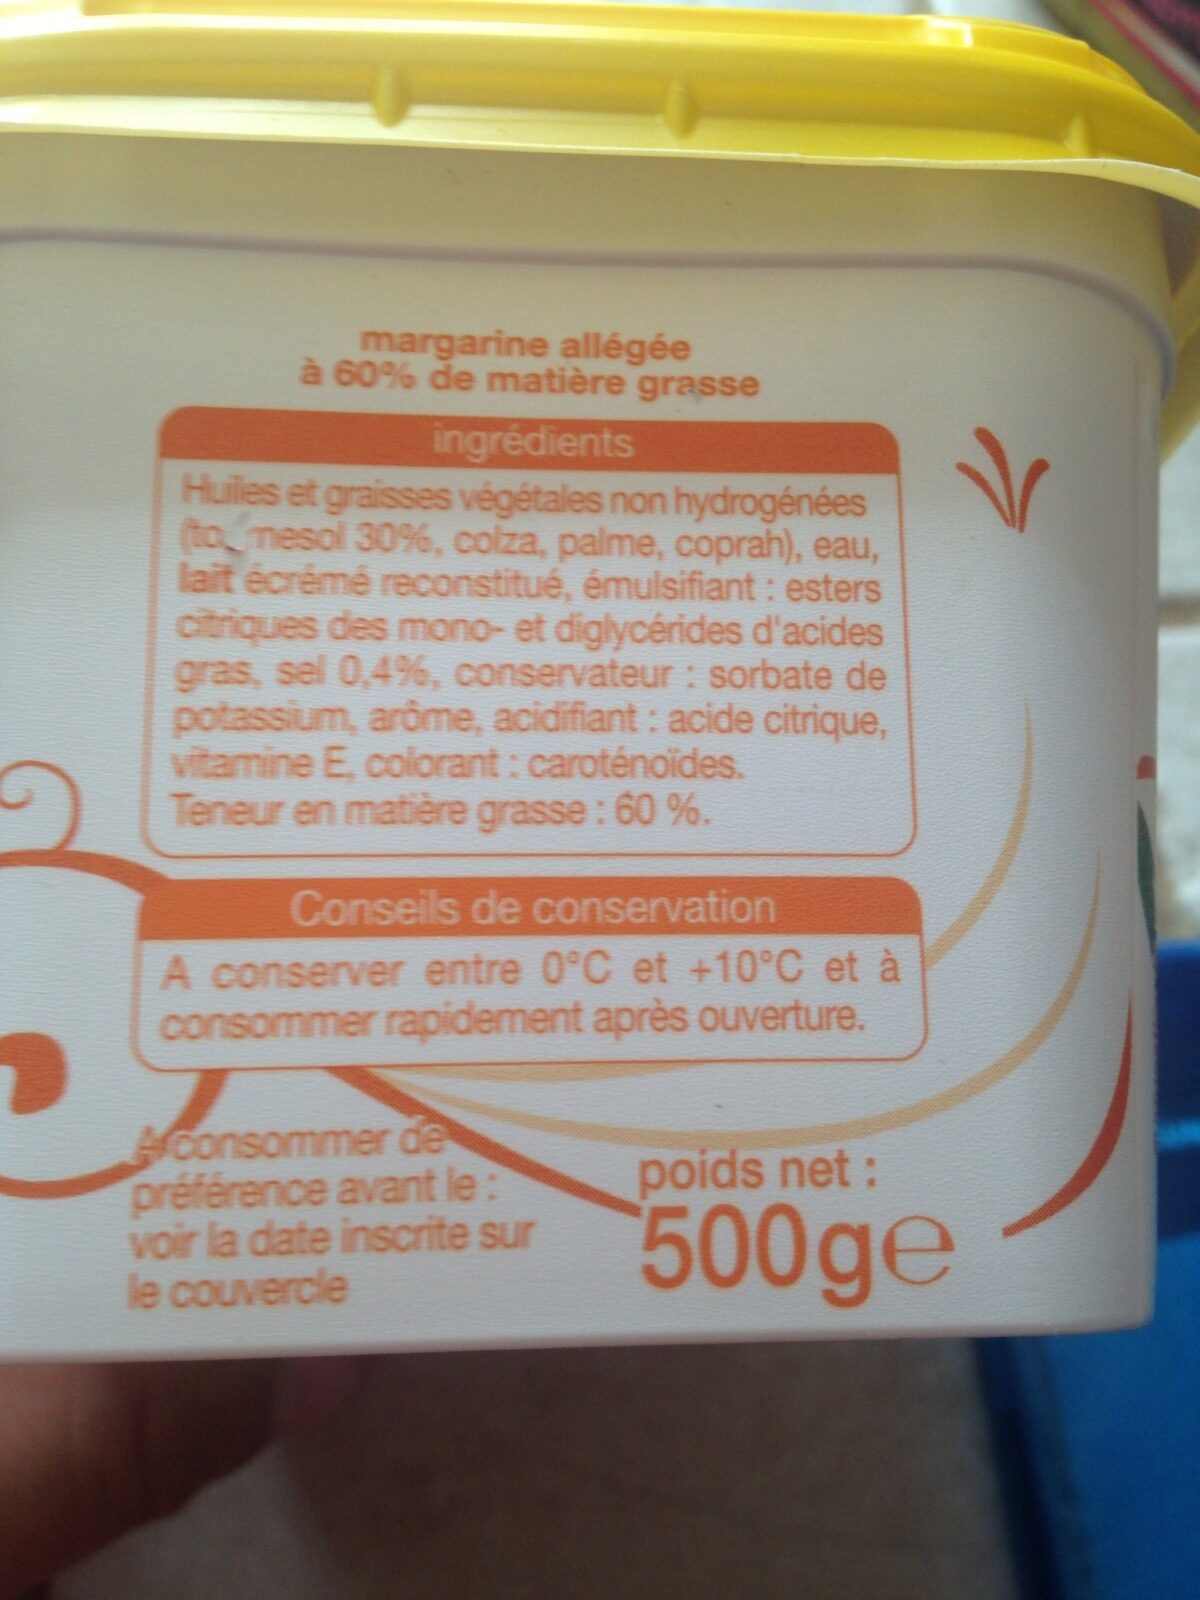 margarine allégée
à 60% de matière grasse
ingrédients
Huiles et graisses végétales non hydrogénées
(tournesol 30%, colza, palme, coprah), eau,
lait écrémé reconstitué, émulsifiant : esters
citriques des mono- et diglycérides d'acides
gras, sel 0,4%, conservateur : sorbate de
potassium, arôme, acidifiant : acide citrique,
vitamine E, colorant : caroténoïdes.
Teneur en matière grasse : 60 %.
Conseils de conservation
A conserver entre 0°C et +10°C et à
consommer rapidement après ouverture.
A consommer de
préférence avant le :
voir la date inscrite sur
le couvercle
poids net :
500g℮